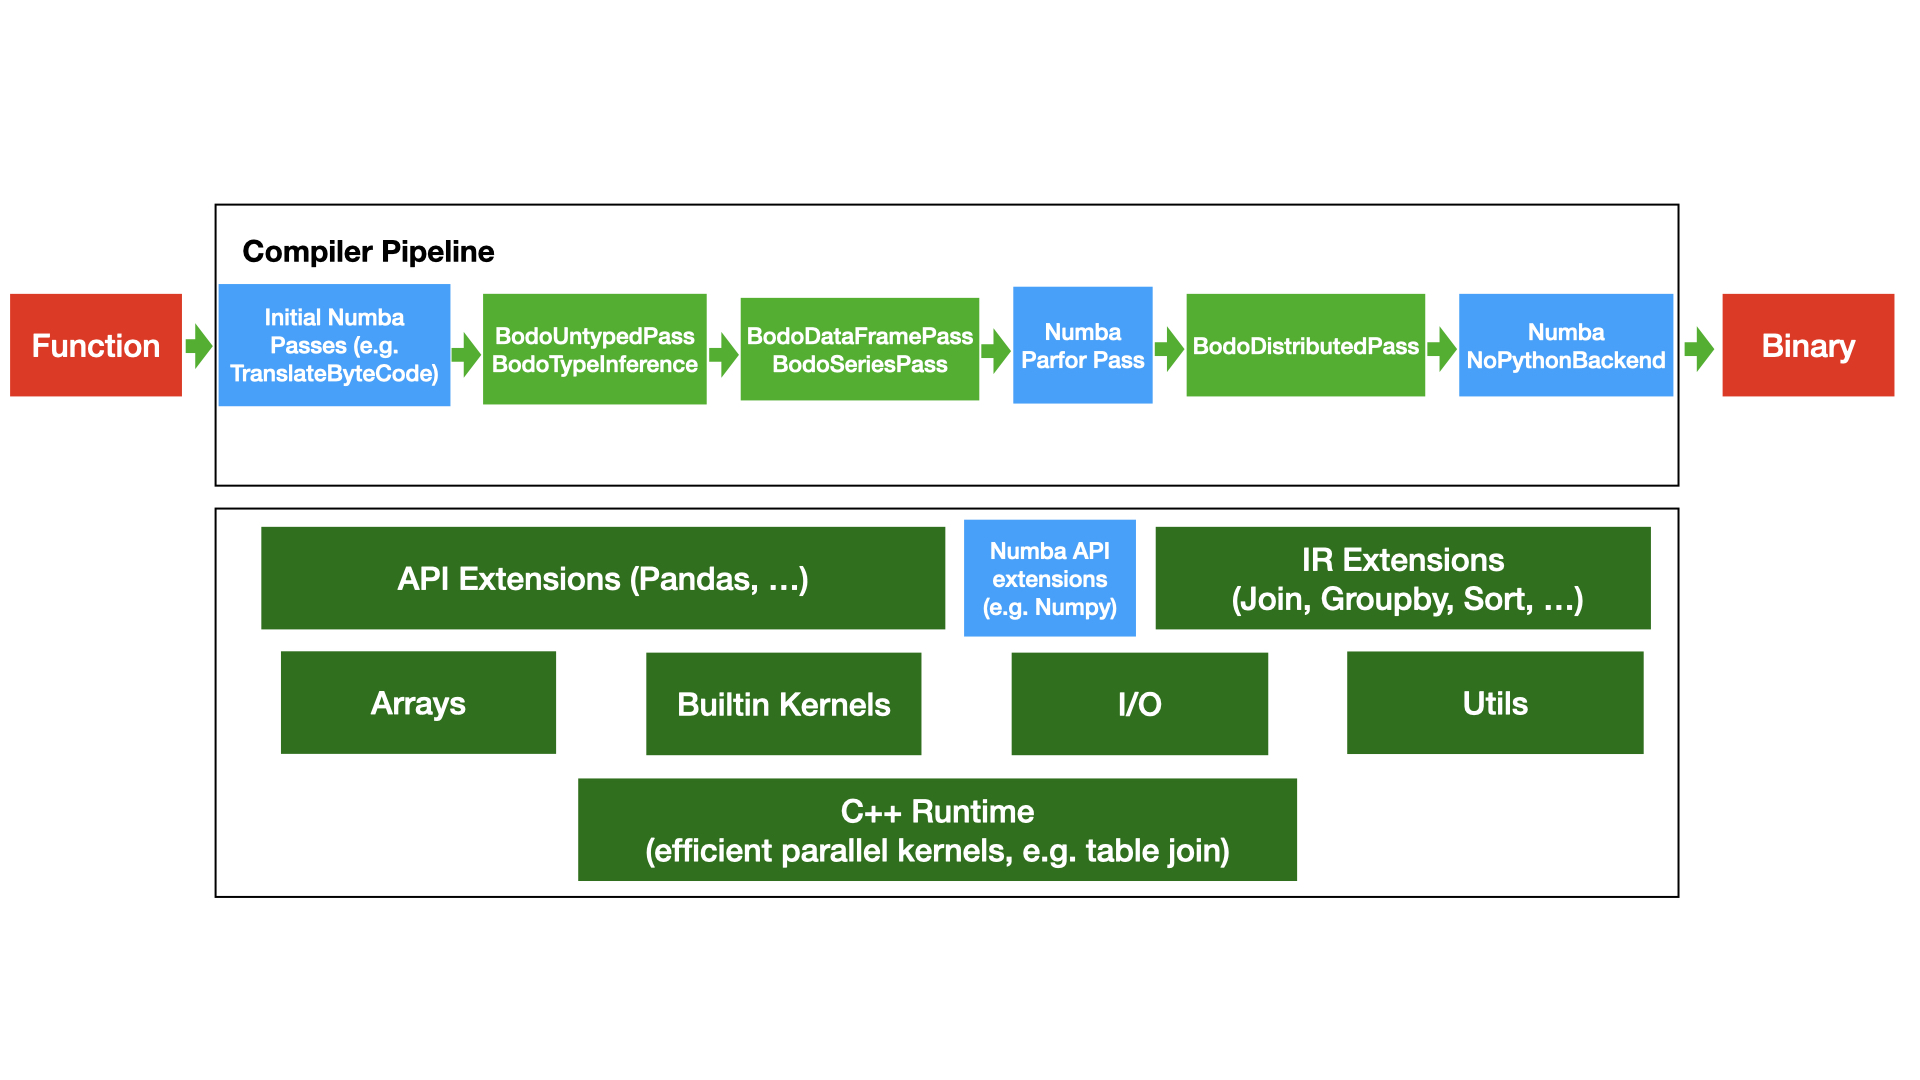 Compiler Pipeline
Function
Initial Numba
Passes (e.g.
TranslateByteCode)
BodoUntypedPass
BodoTypeInference
BodoDataFramePass
BodoSeriesPass
Numba
Parfor Pass
BodoDistributedPass
Numba
NoPythonBackend
Binary
API Extensions (Pandas, …)
Numba API
extensions
(e.g. Numpy)
IR Extensions
(Join, Groupby, Sort, …)
Arrays
Builtin Kernels
I/O
Utils
C++ Runtime
(efficient parallel kernels, e.g. table join)